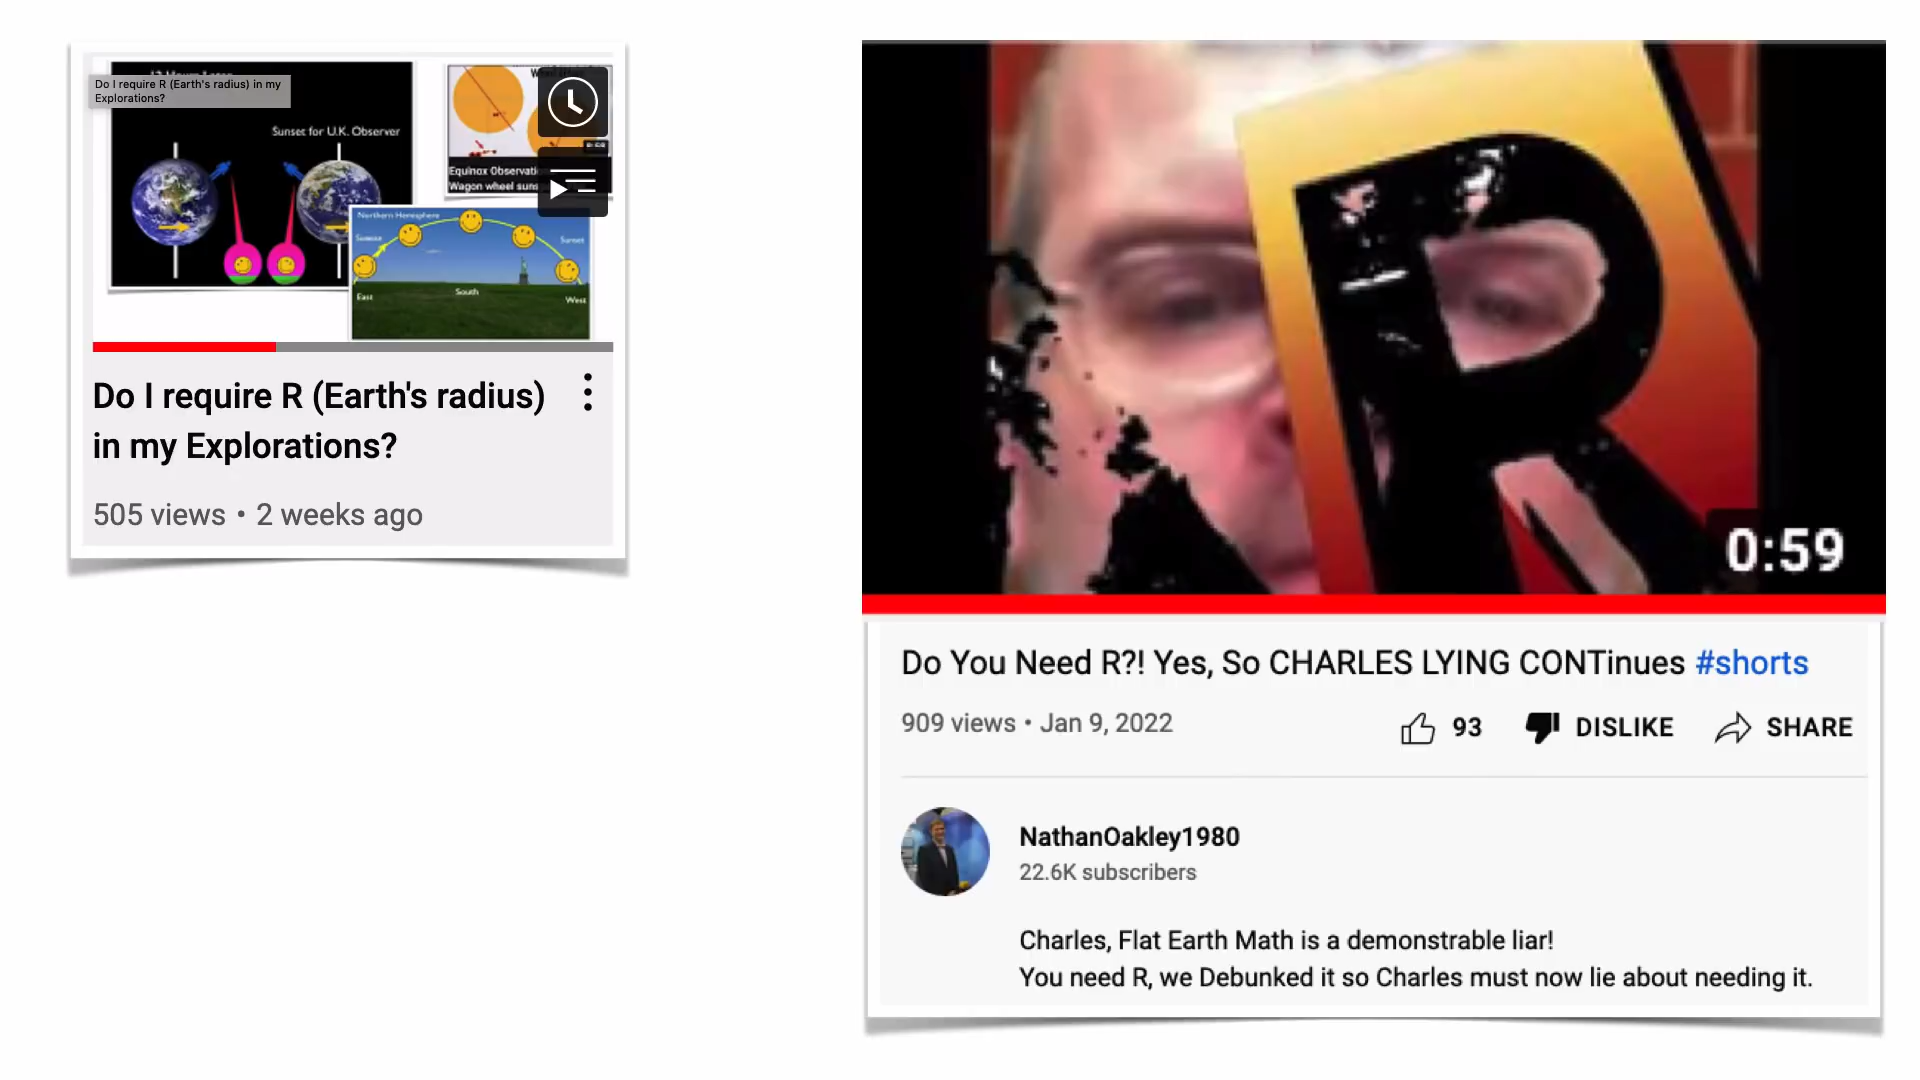 Do I require R (Earth's radius) in my
Explorations?
Sunset for U.K. Observer
Equinox Observati
Wagon wheel suns
Northern Hemisphere
Sunrise
Sunset
East
South
West
Do I require R (Earth's radius)
in my Explorations?
505 views • 2 weeks ago
R
0:59
Do You Need R?! Yes, So CHARLES LYING CONTinues #shorts
909 views • Jan 9, 2022
93
DISLIKE
SHARE
NathanOakley1980
22.6K subscribers
Charles, Flat Earth Math is a demonstrable liar!
You need R, we Debunked it so Charles must now lie about needing it.